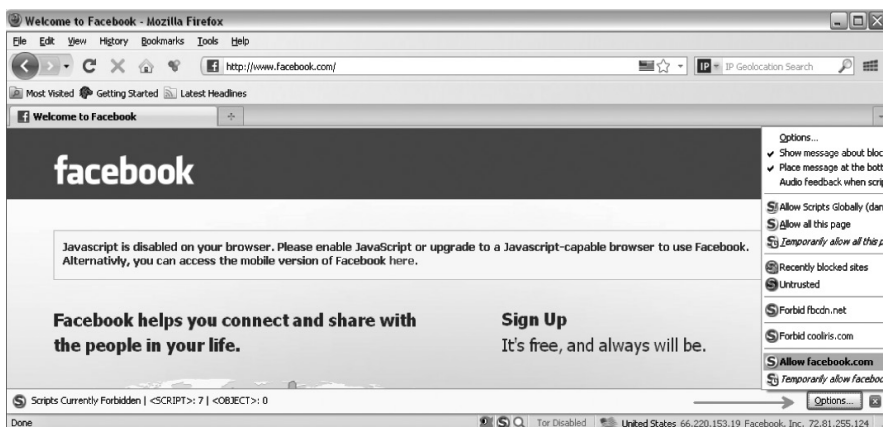 Welcome to Facebook - Mozilla Firefox
File Edit View History Bookmarks Tools Help
http://www.facebook.com/
IP IP Geolocation Search
Most Visited Getting Started Latest Headlines
Welcome to Facebook
facebook
Javascript is disabled on your browser. Please enable JavaScript or upgrade to a Javascript-capable browser to use Facebook.
Alternativly, you can access the mobile version of Facebook here.
Facebook helps you connect and share with
the people in your life.
Sign Up
It's free, and always will be.
Options...
Show message about bloc
Place message at the bott
Audio feedback when scri
Allow Scripts Globally (dan
Allow all this page
Temporarily allow all this p
Recently blocked sites
Untrusted
Forbid fbcdn.net
Forbid cooliris.com
Allow facebook.com
Temporarily allow faceboo
Scripts Currently Forbidden | <SCRIPT>: 7 | <OBJECT>: 0
Options...
Done
Tor Disabled
United States 66.220.153.19 Facebook, Inc. 72.81.255.124